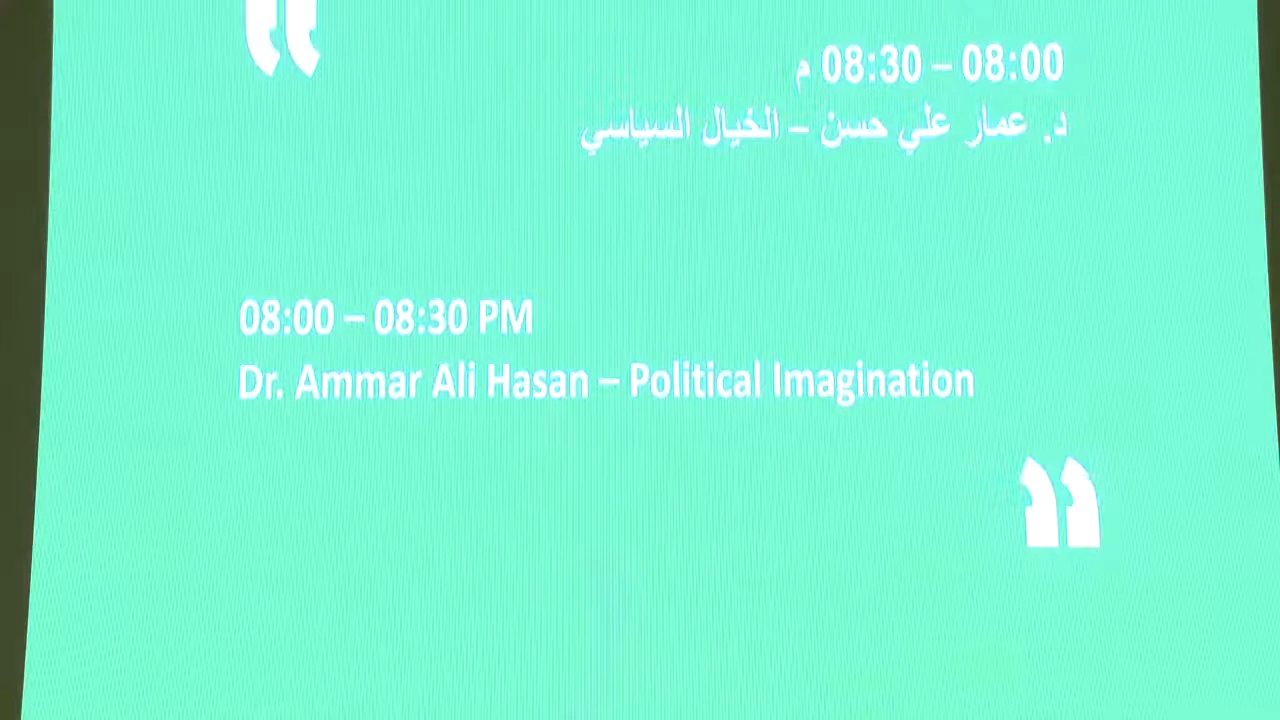 08:00 – 08:30 م
د. عمار علي حسن – الخيال السياسي
08:00 – 08:30 PM
Dr. Ammar Ali Hasan – Political Imagination